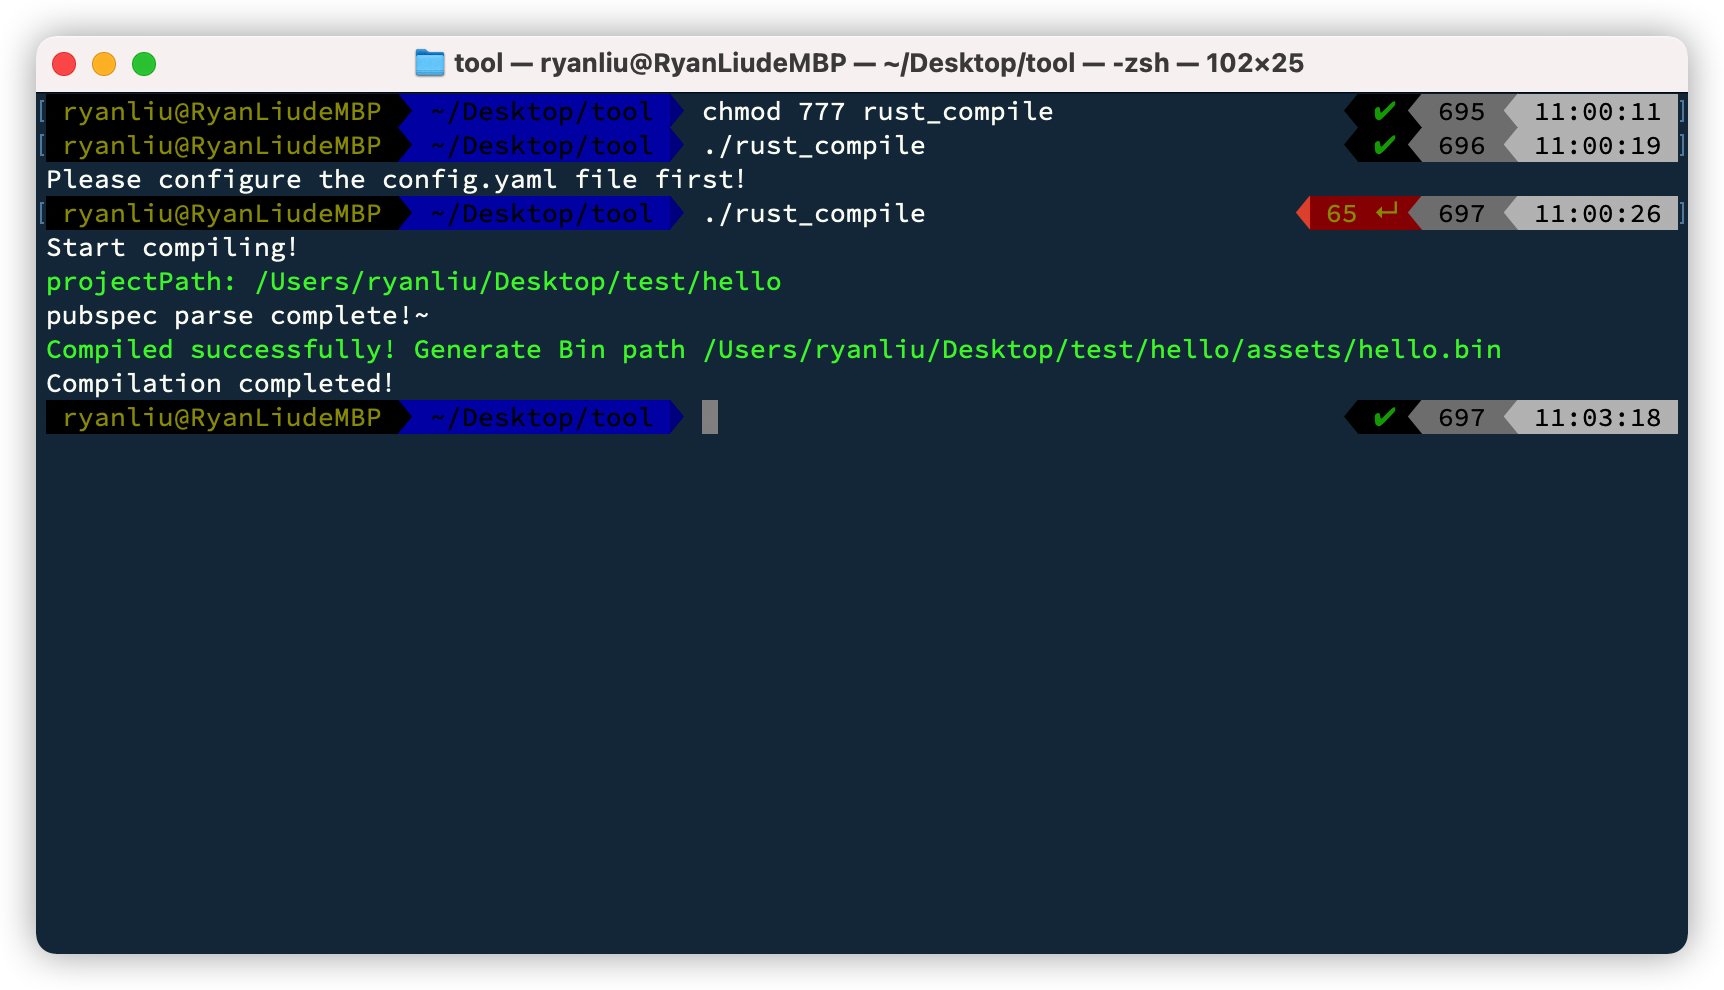 tool — ryanliu@RyanLiudeMBP — ~/Desktop/tool — -zsh — 102×25
[ ryanliu@RyanLiudeMBP ~/Desktop/tool chmod 777 rust_compile ✔ 695 11:00:11 ]
[ ryanliu@RyanLiudeMBP ~/Desktop/tool ./rust_compile ✔ 696 11:00:19 ]
Please configure the config.yaml file first!
[ ryanliu@RyanLiudeMBP ~/Desktop/tool ./rust_compile 65 ↵ 697 11:00:26 ]
Start compiling!
projectPath: /Users/ryanliu/Desktop/test/hello
pubspec parse complete!~
Compiled successfully! Generate Bin path /Users/ryanliu/Desktop/test/hello/assets/hello.bin
Compilation completed!
ryanliu@RyanLiudeMBP ~/Desktop/tool ✔ 697 11:03:18